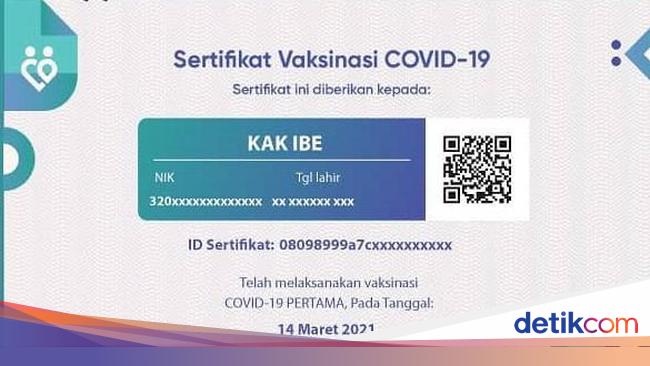 Sertifikat Vaksinasi COVID-19
Sertifikat ini diberikan kepada:
KAK IBE
NIK Tgl lahir
320xxxxxxxxxxxxx xx xxxxxx xxx
ID Sertifikat: 08098999a7cxxxxxxxxxx
Telah melaksanakan vaksinasi
COVID-19 PERTAMA, Pada Tanggal:
14 Maret 2021
detikcom